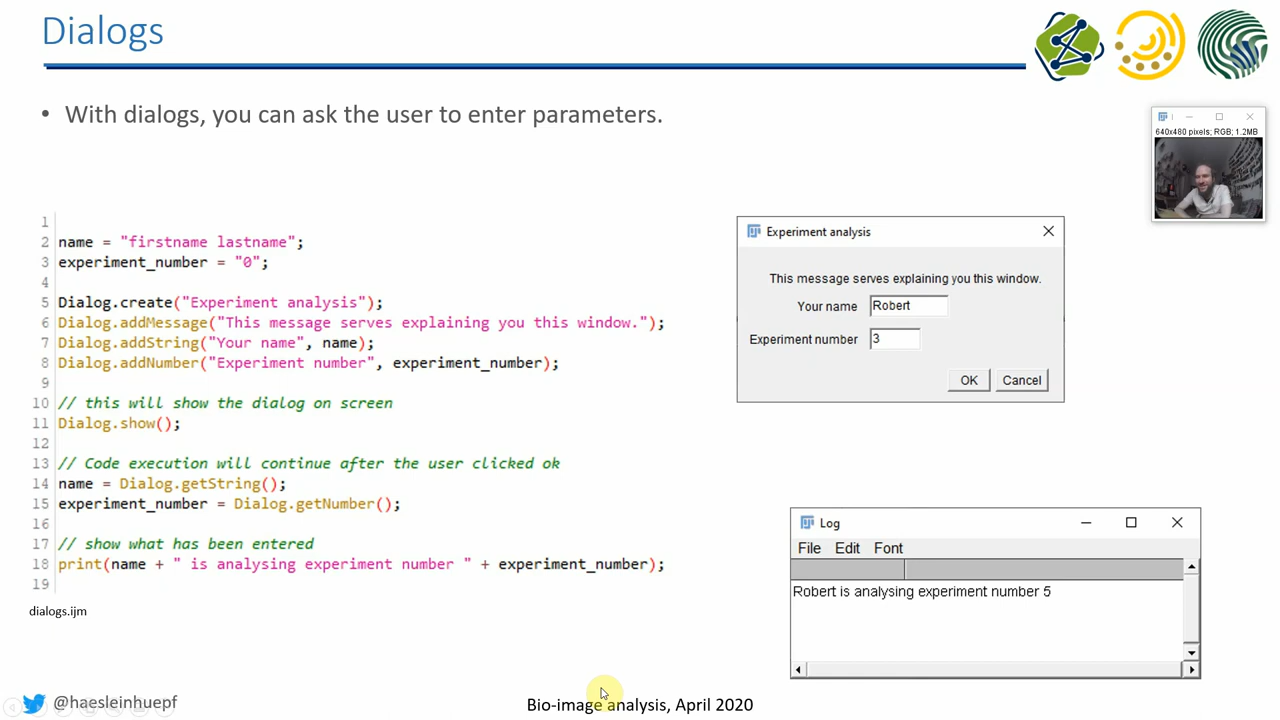 Dialogs
• With dialogs, you can ask the user to enter parameters.
640x480 pixels; RGB; 1.2MB
1
2 name = "firstname lastname";
3 experiment_number = "0";
4
5 Dialog.create("Experiment analysis");
6 Dialog.addMessage("This message serves explaining you this window.");
7 Dialog.addString("Your name", name);
8 Dialog.addNumber("Experiment number", experiment_number);
9
10 // this will show the dialog on screen
11 Dialog.show();
12
13 // Code execution will continue after the user clicked ok
14 name = Dialog.getString();
15 experiment_number = Dialog.getNumber();
16
17 // show what has been entered
18 print(name + " is analysing experiment number " + experiment_number);
19
dialogs.ijm
Experiment analysis
This message serves explaining you this window.
Your name Robert
Experiment number 3
OK Cancel
Log
File Edit Font
Robert is analysing experiment number 5
@haesleinhuepf
Bio-image analysis, April 2020